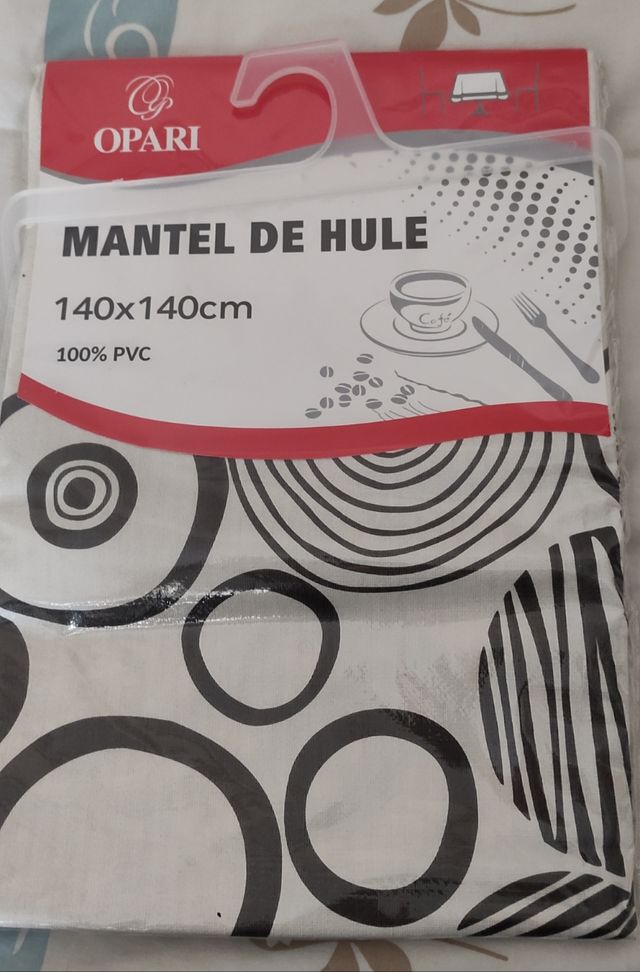 OPARI
MANTEL DE HULE
140x140cm
100% PVC
Café